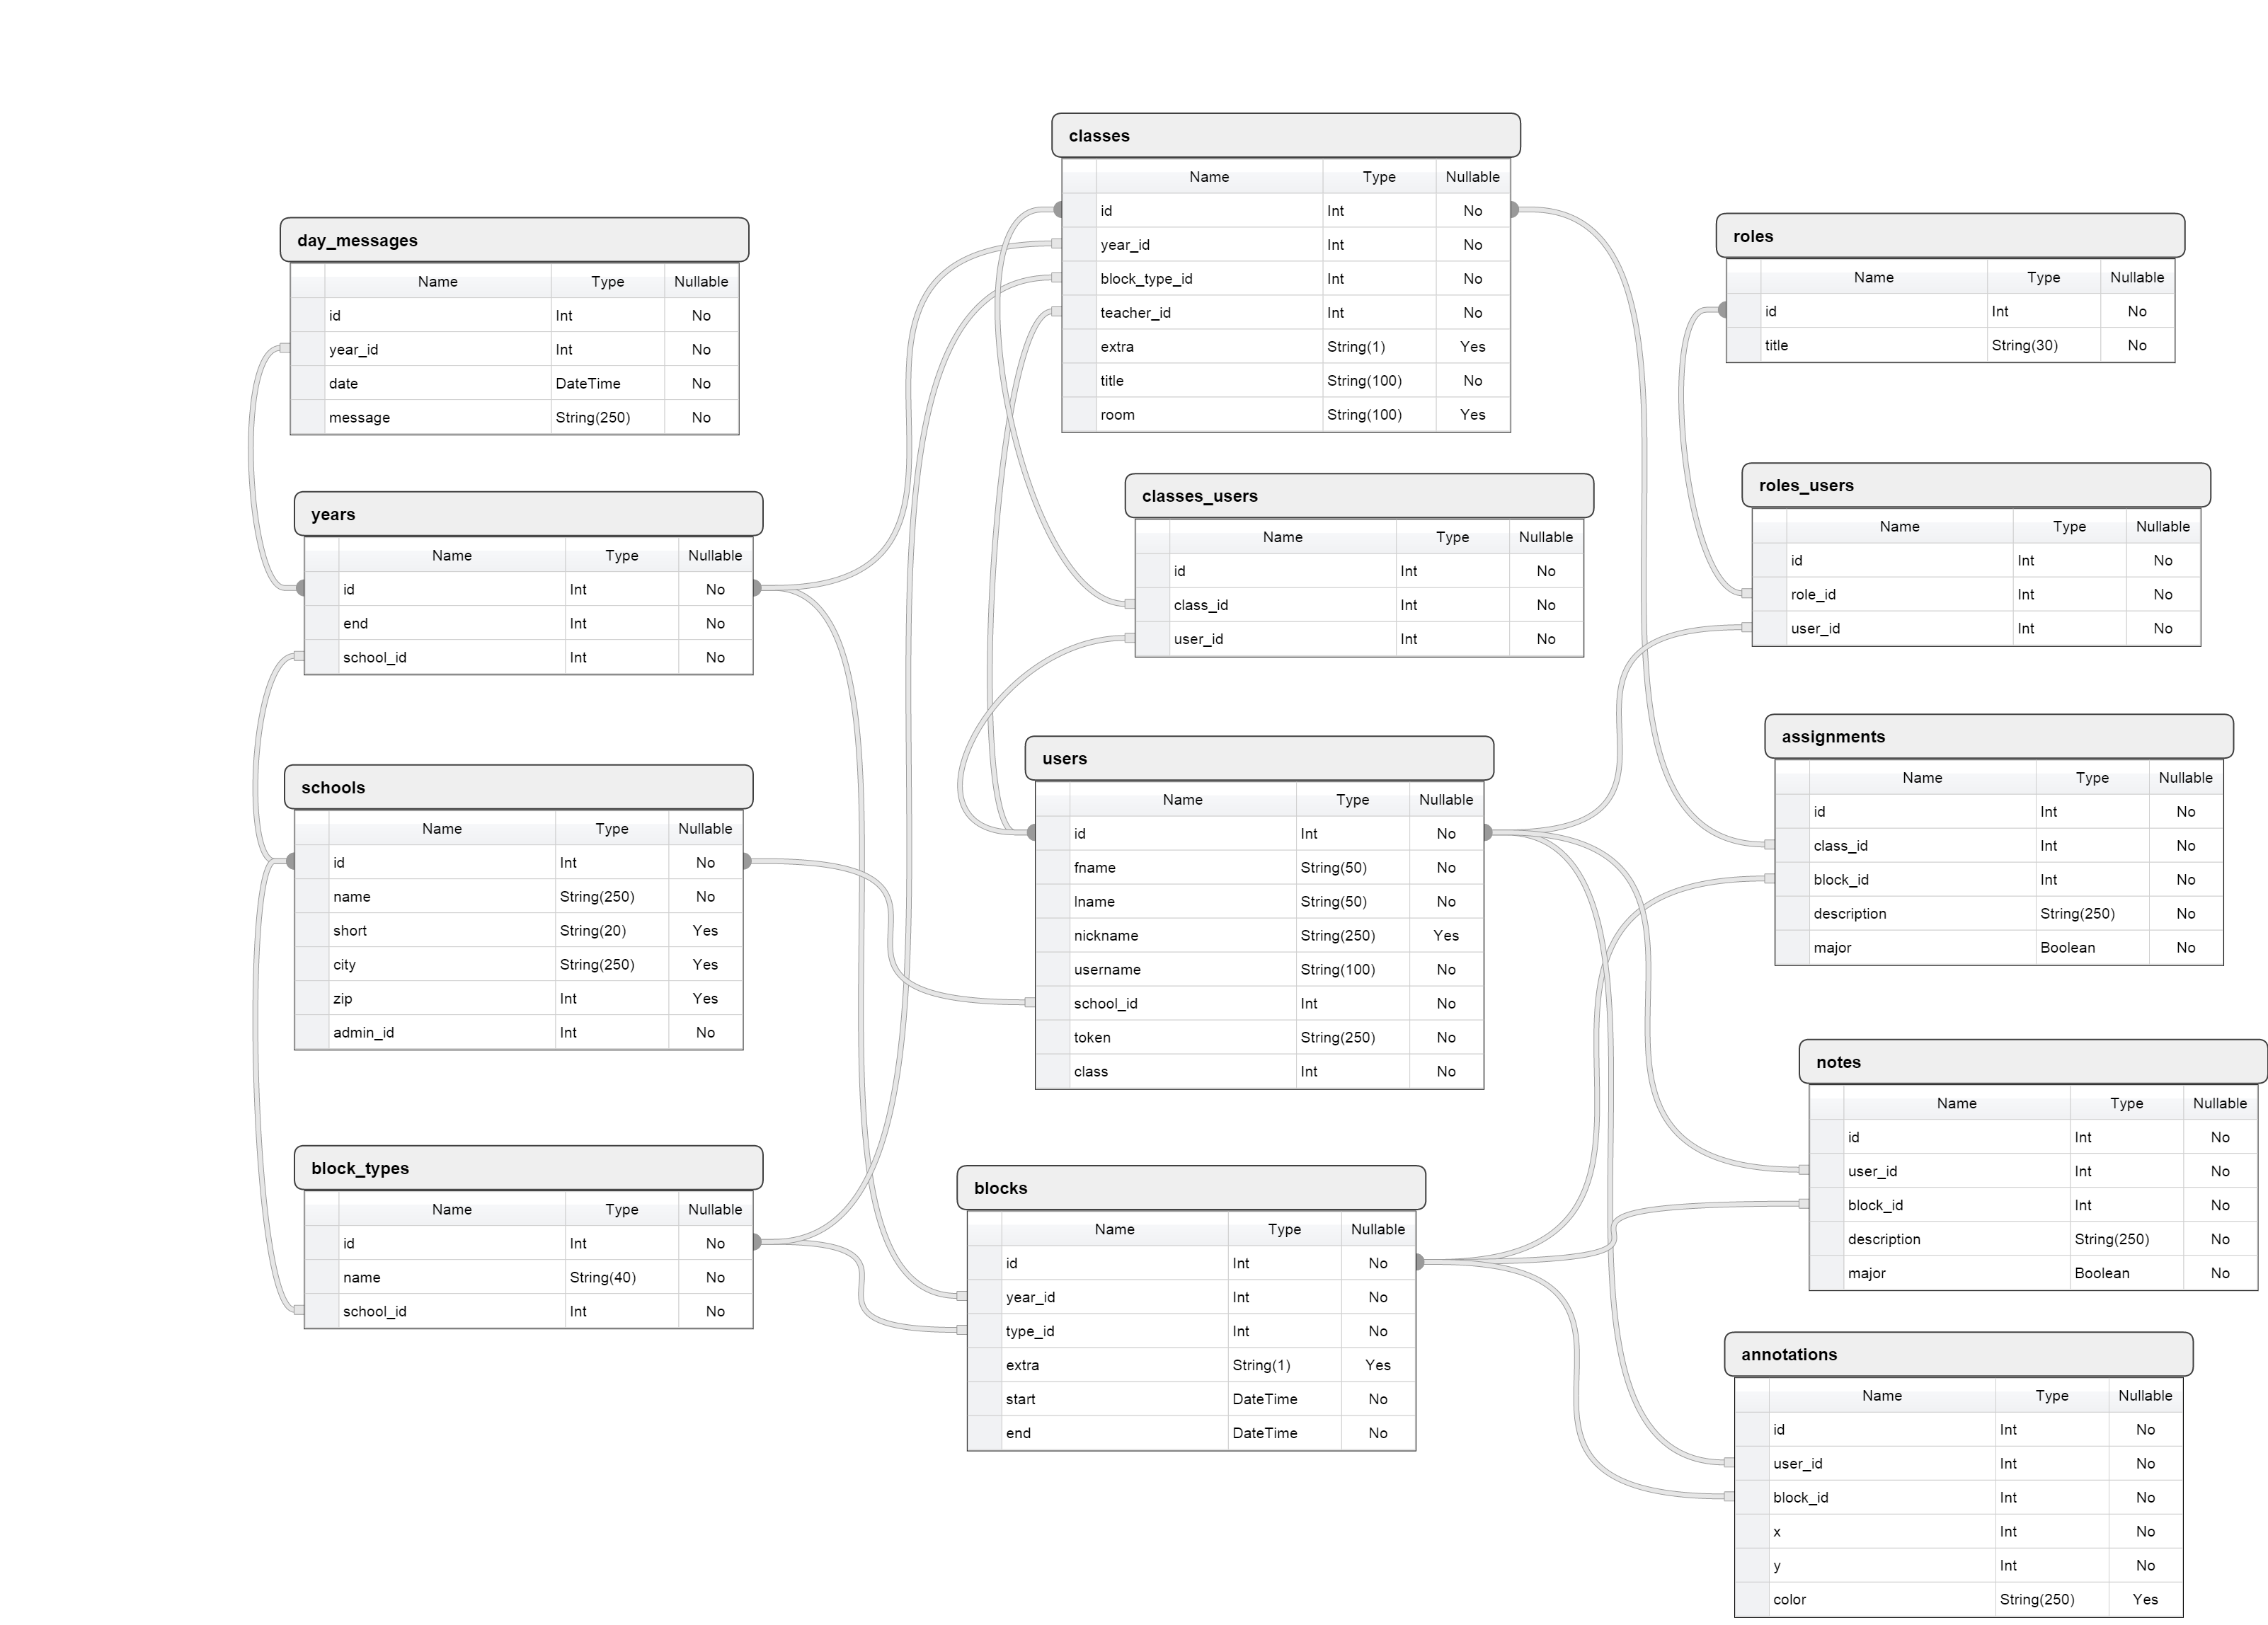 day_messages
Name Type Nullable
id Int No
year_id Int No
date DateTime No
message String(250) No
years
Name Type Nullable
id Int No
end Int No
school_id Int No
schools
Name Type Nullable
id Int No
name String(250) No
short String(20) Yes
city String(250) Yes
zip Int Yes
admin_id Int No
block_types
Name Type Nullable
id Int No
name String(40) No
school_id Int No
classes
Name Type Nullable
id Int No
year_id Int No
block_type_id Int No
teacher_id Int No
extra String(1) Yes
title String(100) No
room String(100) Yes
classes_users
Name Type Nullable
id Int No
class_id Int No
user_id Int No
users
Name Type Nullable
id Int No
fname String(50) No
lname String(50) No
nickname String(250) Yes
username String(100) No
school_id Int No
token String(250) No
class Int No
blocks
Name Type Nullable
id Int No
year_id Int No
type_id Int No
extra String(1) Yes
start DateTime No
end DateTime No
roles
Name Type Nullable
id Int No
title String(30) No
roles_users
Name Type Nullable
id Int No
role_id Int No
user_id Int No
assignments
Name Type Nullable
id Int No
class_id Int No
block_id Int No
description String(250) No
major Boolean No
notes
Name Type Nullable
id Int No
user_id Int No
block_id Int No
description String(250) No
major Boolean No
annotations
Name Type Nullable
id Int No
user_id Int No
block_id Int No
x Int No
y Int No
color String(250) Yes